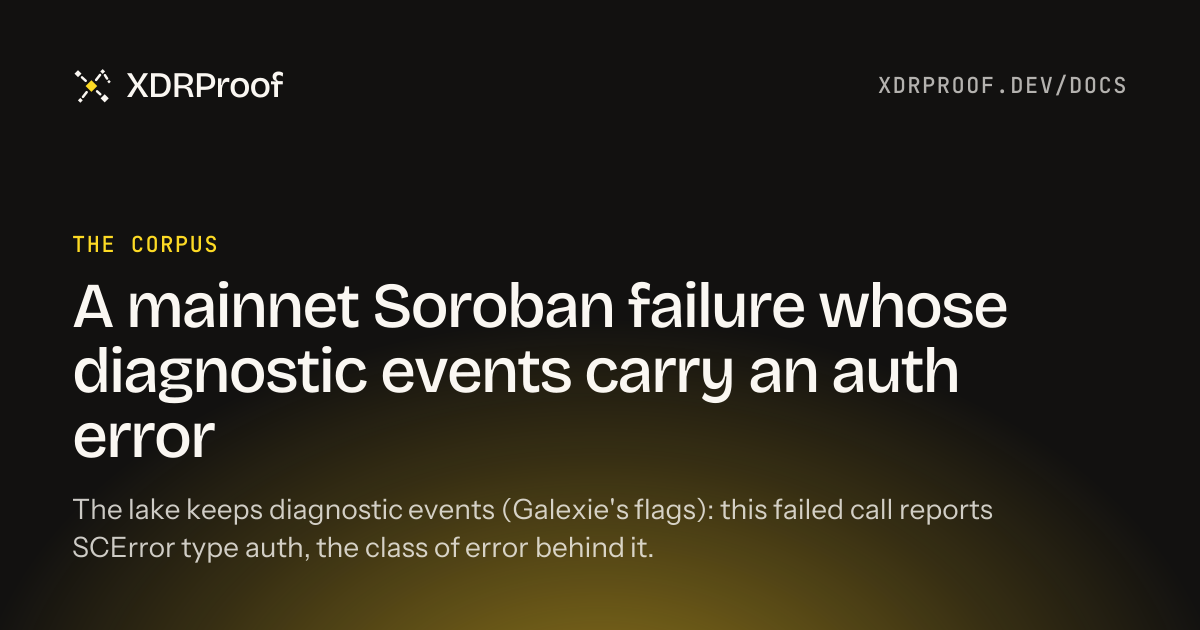 XDRProof
XDRPROOF.DEV/DOCS
THE CORPUS
A mainnet Soroban failure whose
diagnostic events carry an auth
error
The lake keeps diagnostic events (Galexie's flags): this failed call reports
SCError type auth, the class of error behind it.